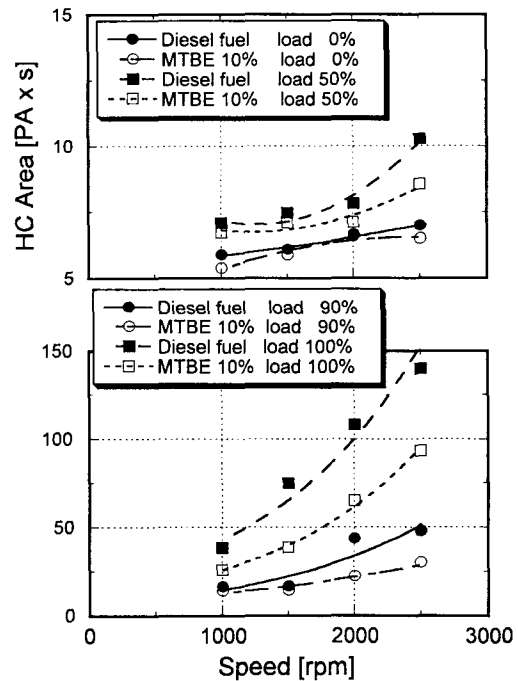 15
Diesel fuel load 0%
MTBE 10% load 0%
Diesel fuel load 50%
MTBE 10% load 50%
10
5
HC Area [PA x s]
Diesel fuel load 90%
MTBE 10% load 90%
Diesel fuel load 100%
MTBE 10% load 100%
150
100
50
0
0 1000 2000 3000
Speed [rpm]